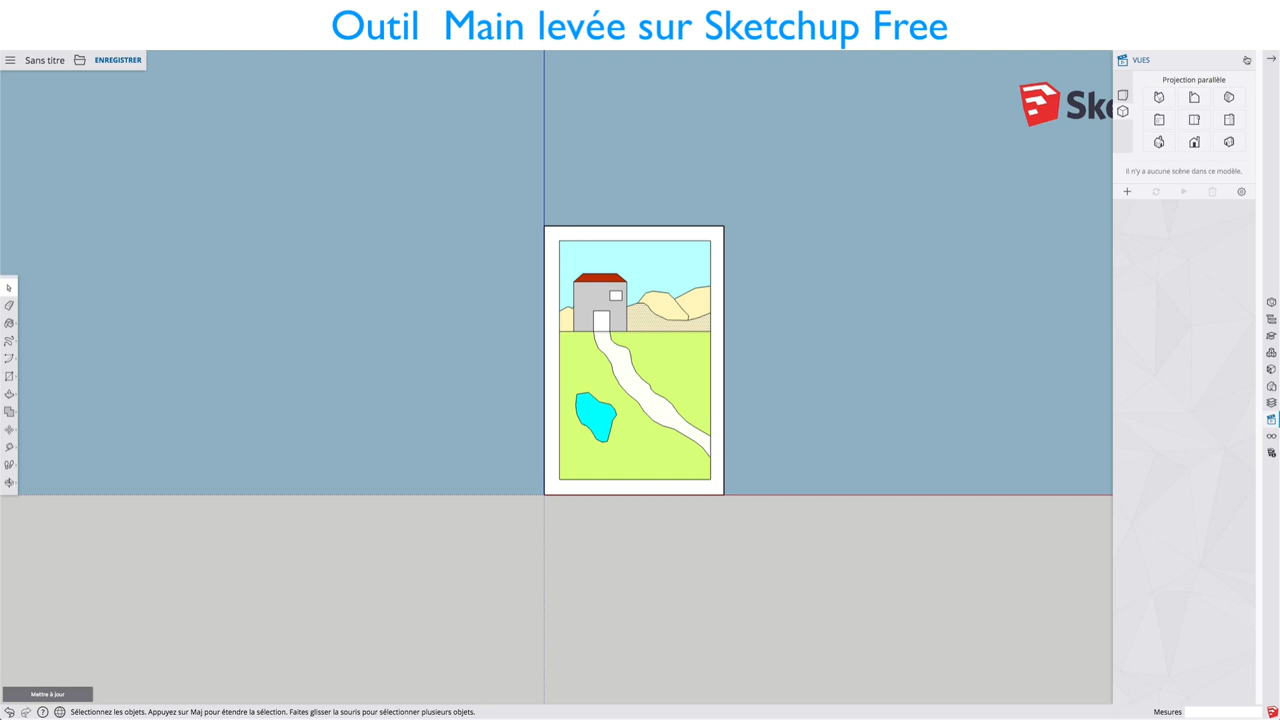 Outil  Main levée sur Sketchup Free
Sans titre ENREGISTRER
VUES
Projection parallèle
Il n'y a aucune scène dans ce modèle.
Mettre à jour
Sélectionnez les objets. Appuyez sur Maj pour étendre la sélection. Faites glisser la souris pour sélectionner plusieurs objets.
Mesures